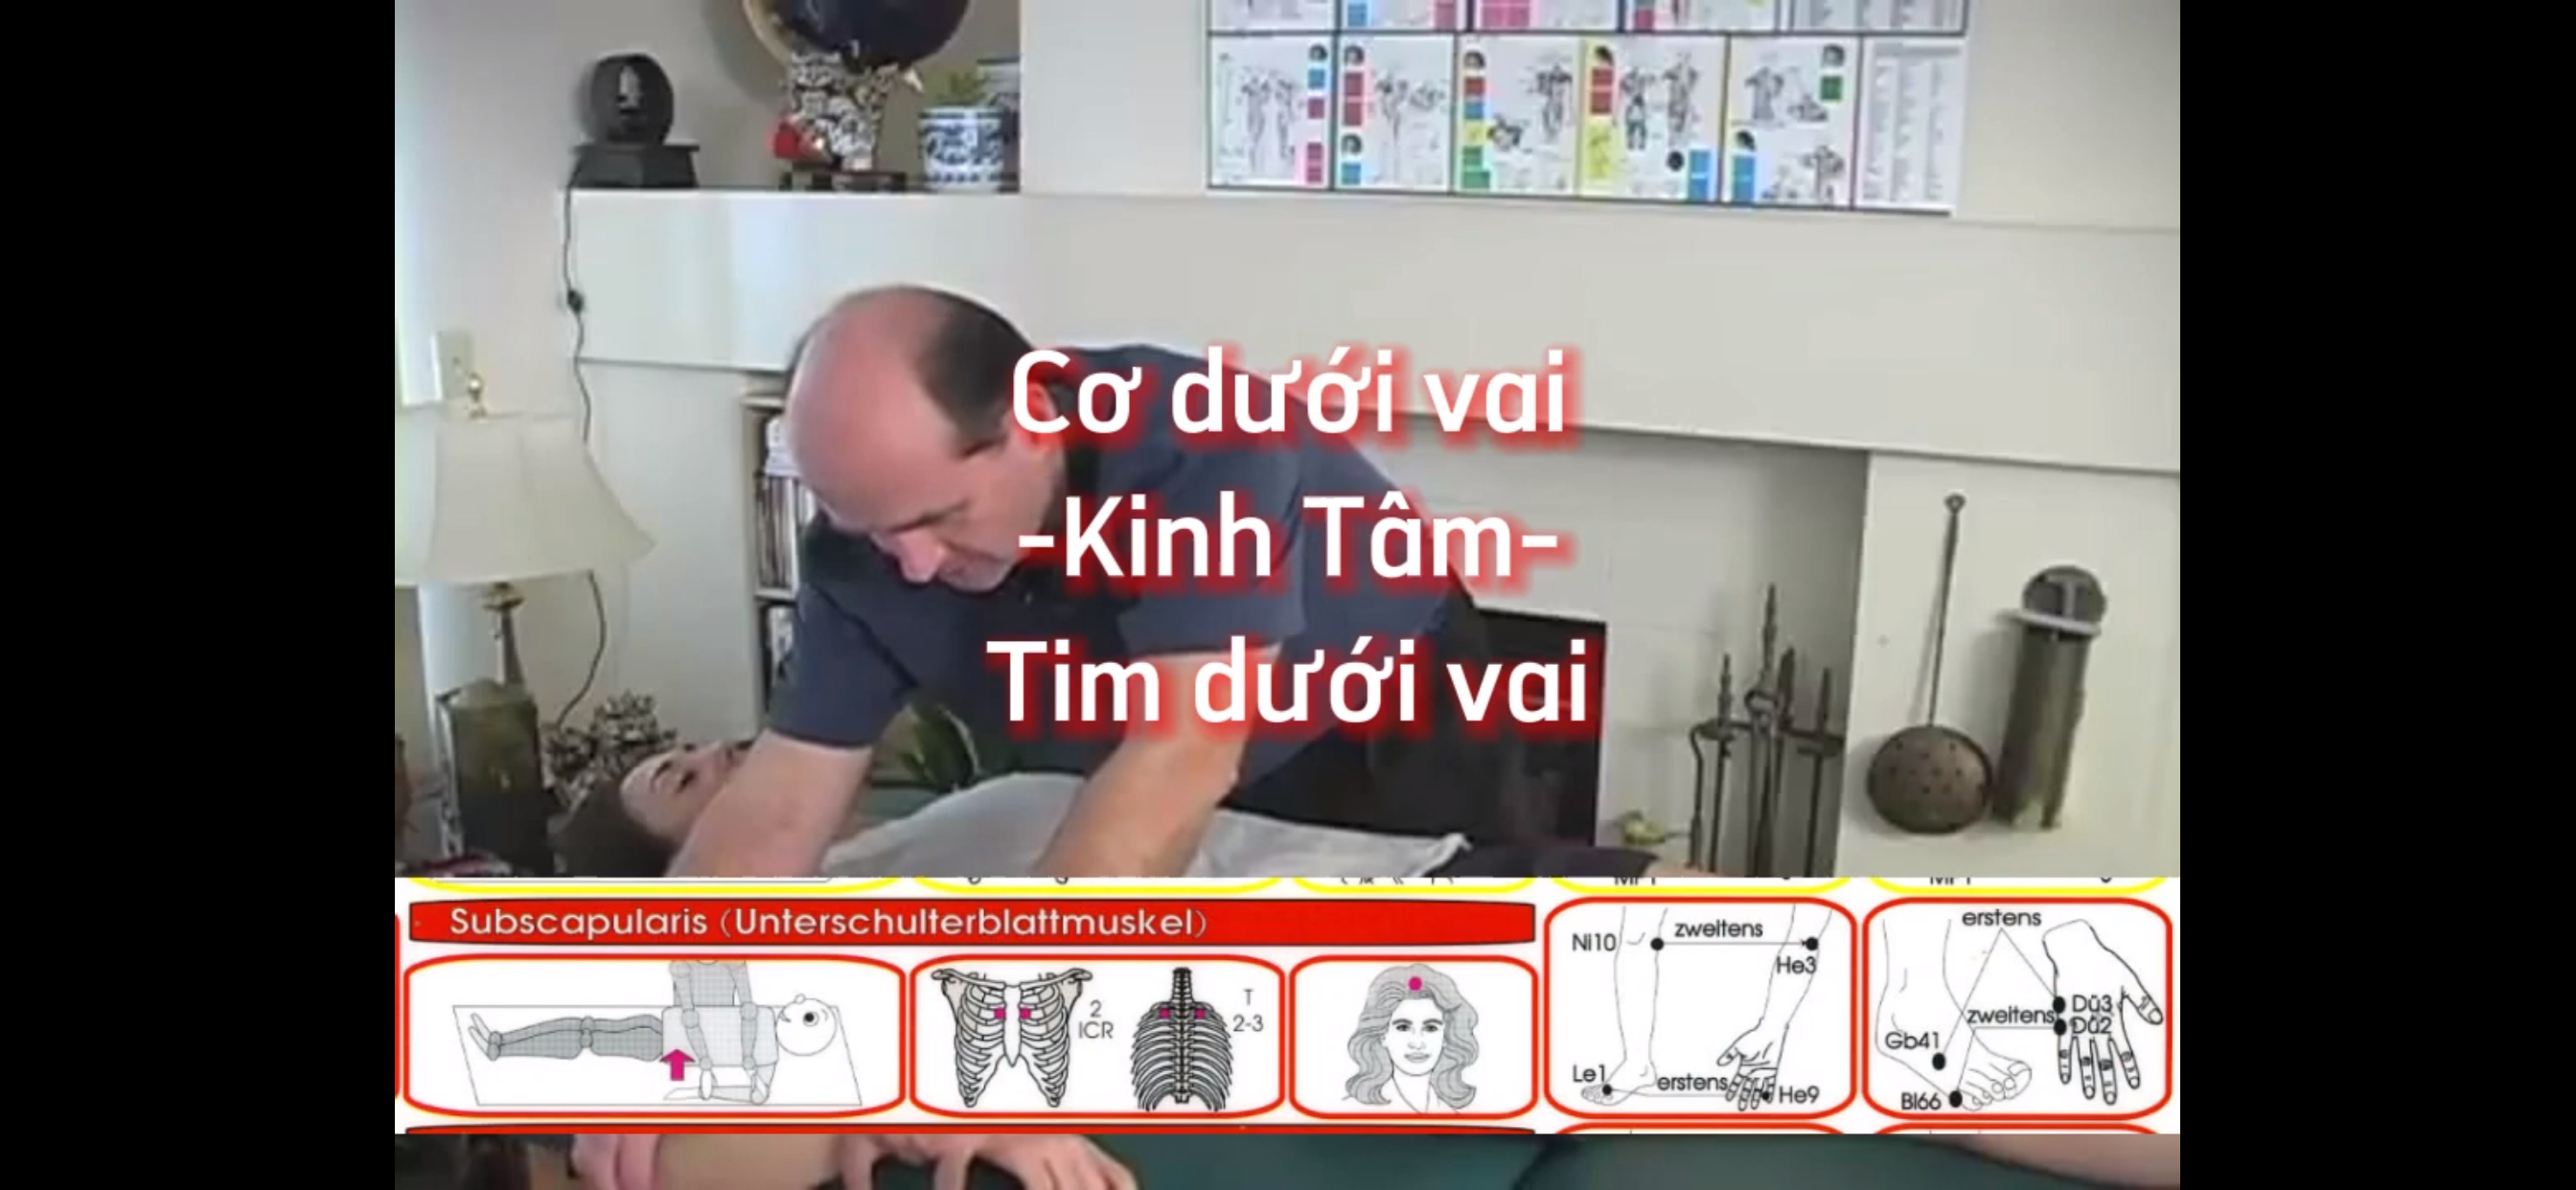 Cơ dưới vai
-Kinh Tâm-
Tim dưới vai
Subscapularis (Unterschulterblattmuskel)
2
ICR
T
2-3
Ni10
zweitens
He3
Le1
erstens
He9
erstens
Dü3
zweitens
Dü2
Gb41
Bl66